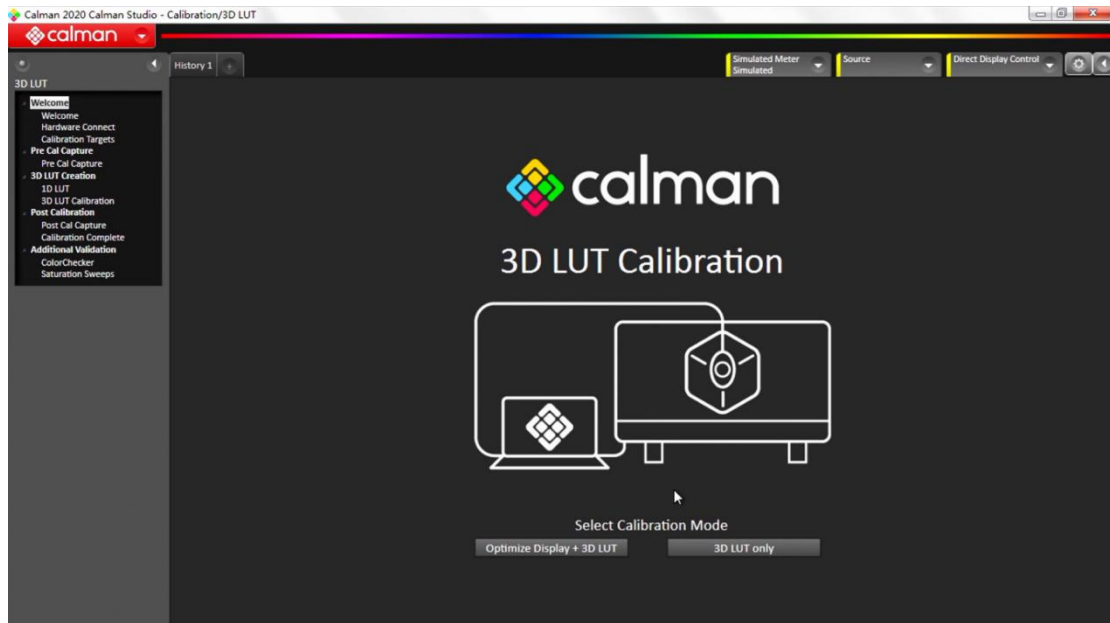 Calman 2020 Calman Studio - Calibration/3D LUT
calman
History 1
Simulated Meter
Simulated
Source
Direct Display Control
3D LUT
Welcome
Welcome
Hardware Connect
Calibration Targets
Pre Cal Capture
Pre Cal Capture
3D LUT Creation
1D LUT
3D LUT Calibration
Post Calibration
Post Cal Capture
Calibration Complete
Additional Validation
ColorChecker
Saturation Sweeps
calman
3D LUT Calibration
Select Calibration Mode
Optimize Display + 3D LUT
3D LUT only